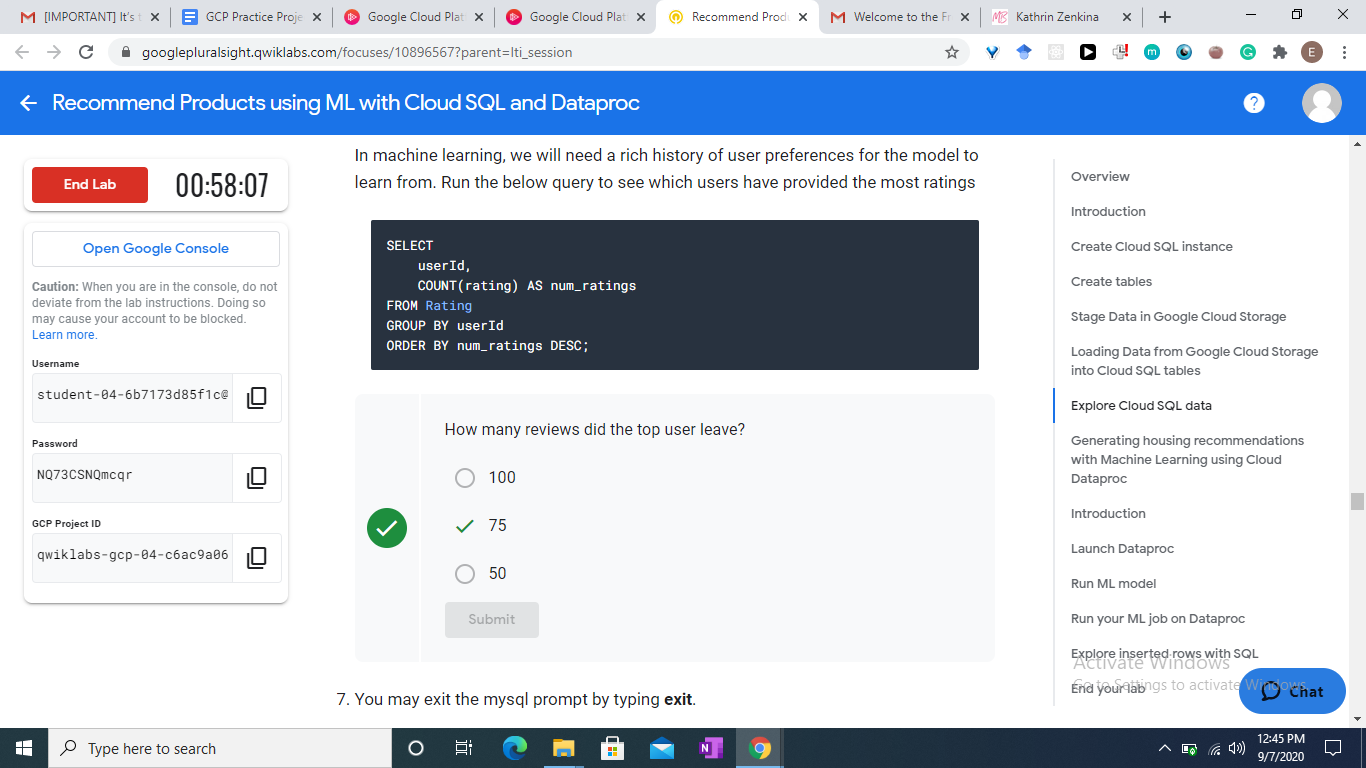 [IMPORTANT] It's t
GCP Practice Proje
Google Cloud Plat
Google Cloud Plat
Recommend Produ
Welcome to the Fr
MB Kathrin Zenkina
googlepluralsight.qwiklabs.com/focuses/10896567?parent=lti_session
Recommend Products using ML with Cloud SQL and Dataproc
End Lab
00:58:07
Open Google Console
Caution: When you are in the console, do not
deviate from the lab instructions. Doing so
may cause your account to be blocked.
Learn more.
Username
student-04-6b7173d85f1c@
Password
NQ73CSNQmcqr
GCP Project ID
qwiklabs-gcp-04-c6ac9a06
In machine learning, we will need a rich history of user preferences for the model to
learn from. Run the below query to see which users have provided the most ratings
SELECT
userId,
COUNT(rating) AS num_ratings
FROM Rating
GROUP BY userId
ORDER BY num_ratings DESC;
How many reviews did the top user leave?
100
75
50
Submit
7. You may exit the mysql prompt by typing exit.
Overview
Introduction
Create Cloud SQL instance
Create tables
Stage Data in Google Cloud Storage
Loading Data from Google Cloud Storage
into Cloud SQL tables
Explore Cloud SQL data
Generating housing recommendations
with Machine Learning using Cloud
Dataproc
Introduction
Launch Dataproc
Run ML model
Run your ML job on Dataproc
Explore inserted rows with SQL
Activate Windows
End your lab
Go to Settings to activate Windows.
Chat
Type here to search
12:45 PM
9/7/2020